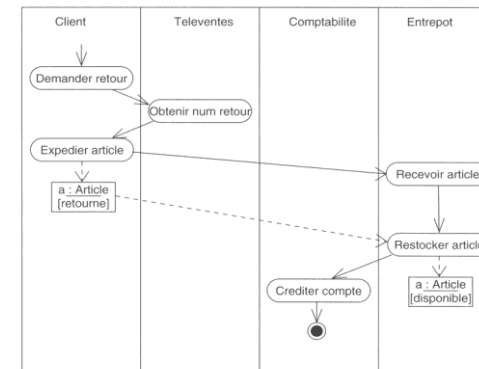 Client Televentes Comptabilite Entrepot
Demander retour
Obtenir num retour
Expedier article
Recevoir article
a : Article
[retourne]
Restocker article
Crediter compte
a : Article
[disponible]